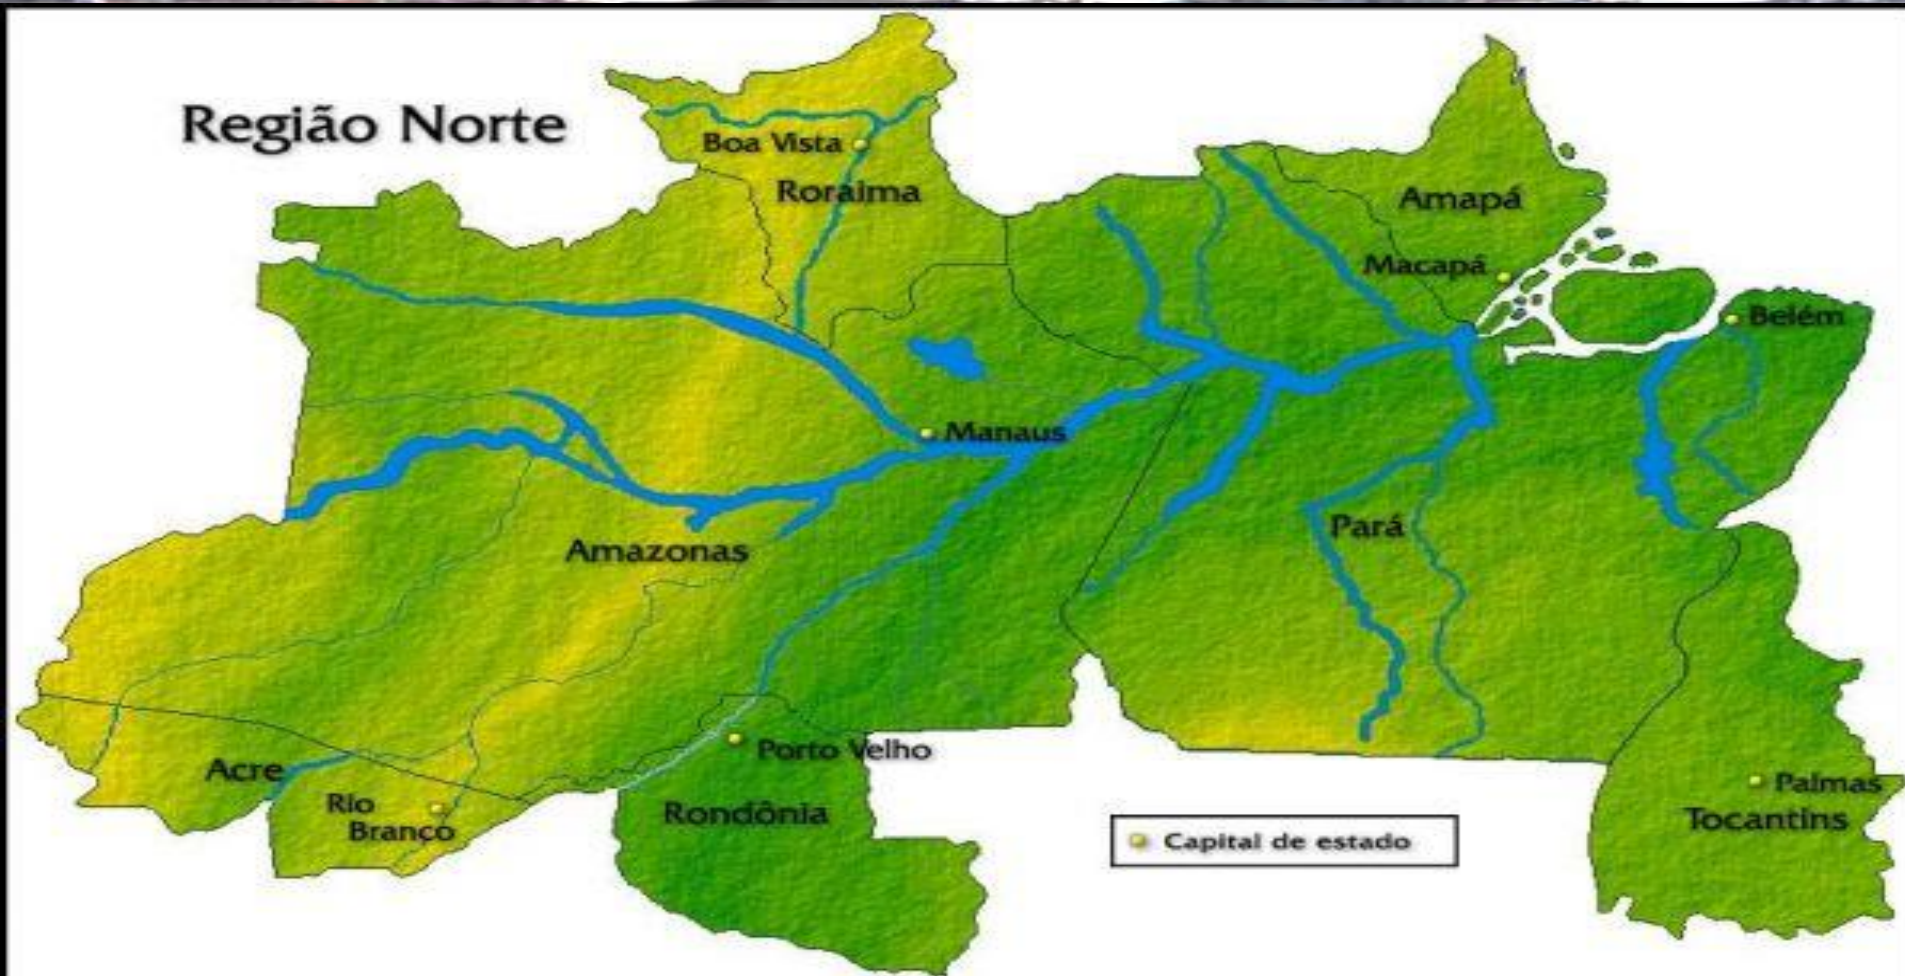 Região Norte
Boa Vista
Roraima
Amapá
Macapá
Belém
Manaus
Amazonas
Pará
Acre
Rio
Branco
Porto Velho
Rondônia
Palmas
Tocantins
Capital de estado